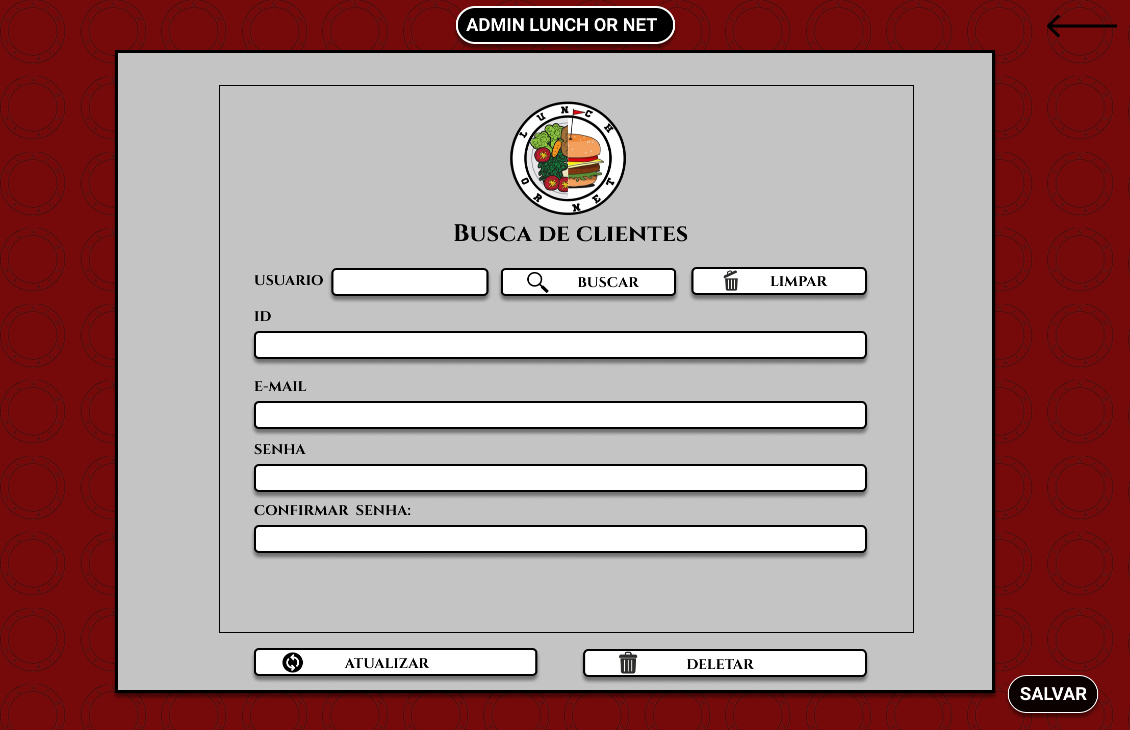 ADMIN LUNCH OR NET
LUNCH
OR NET
BUSCA DE CLIENTES
USUARIO
BUSCAR
LIMPAR
ID
E-MAIL
SENHA
CONFIRMAR SENHA:
ATUALIZAR
DELETAR
SALVAR